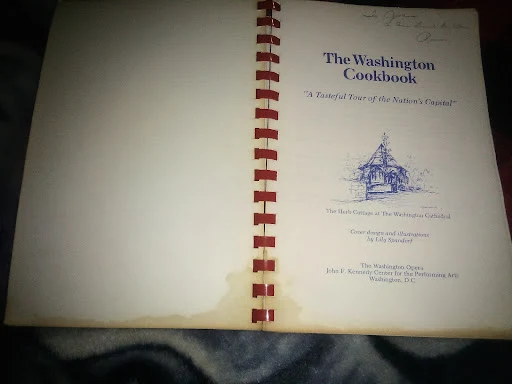 The Washington
Cookbook
"A Tasteful Tour of the Nation's Capital"
The Herb Cottage at The Washington Cathedral
Cover design and illustrations
by Lily Spandorf
The Washington Opera
John F. Kennedy Center for the Performing Arts
Washington, D.C.